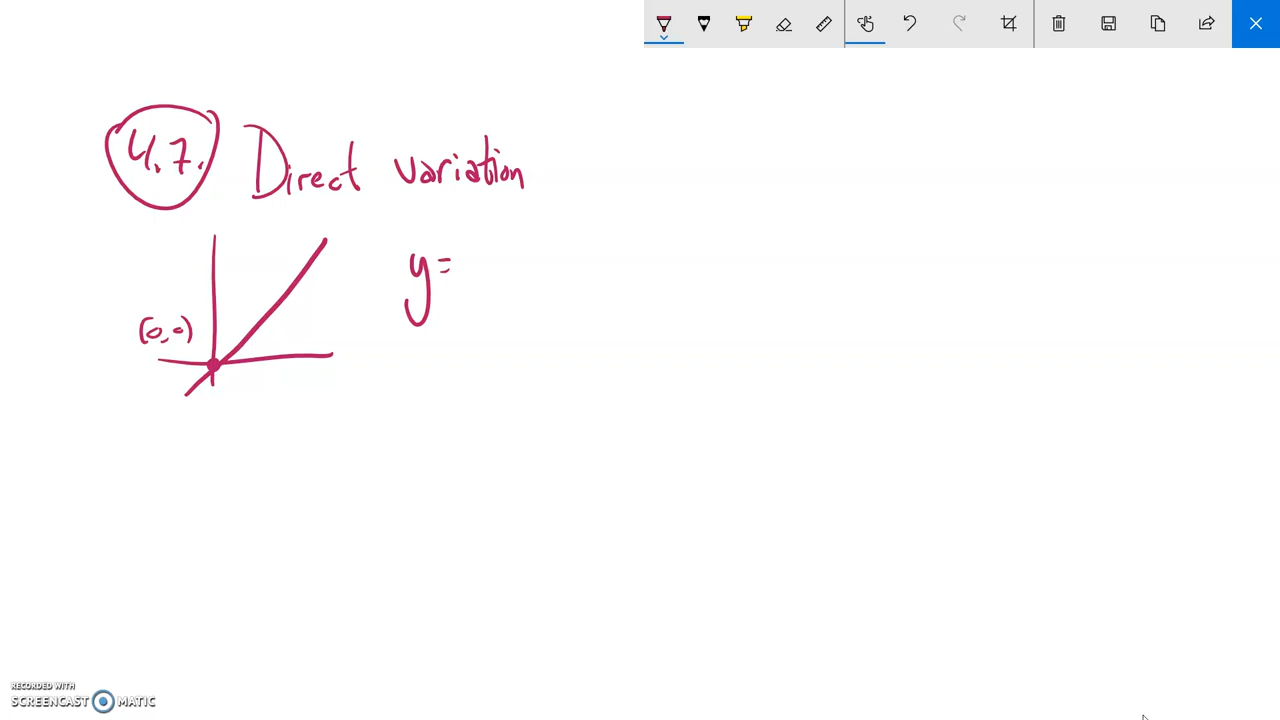 4.7. Direct variation
y=
(0,0)
RECORDED WITH
SCREENCAST MATIC